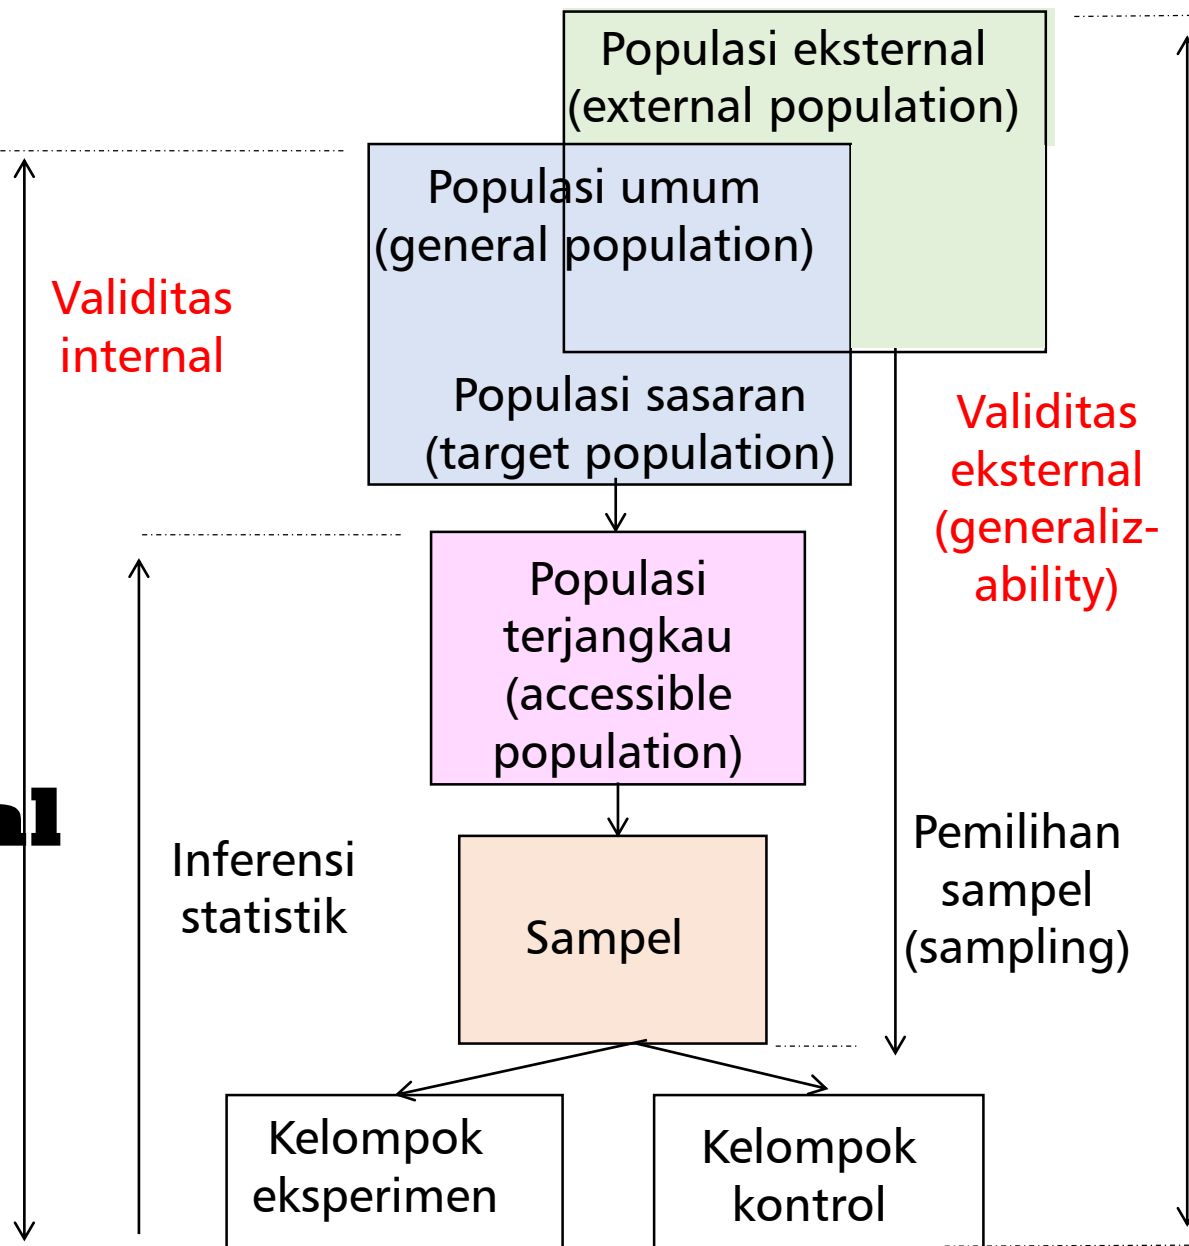 Populasi eksternal
(external population)
Populasi umum
(general population)
Validitas
internal
Populasi sasaran
(target population)
Validitas
eksternal
(generaliz-
ability)
Populasi
terjangkau
(accessible
population)
Inferensi
statistik
Sampel
Pemilihan
sampel
(sampling)
Kelompok
eksperimen
Kelompok
kontrol